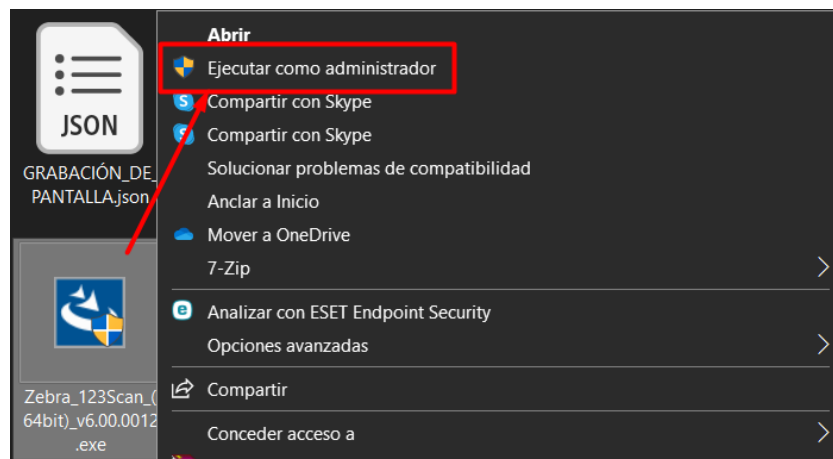 JSON
GRABACIÓN_DE_
PANTALLA.json
Zebra_123Scan_(
64bit)_v6.00.0012
.exe
Abrir
Ejecutar como administrador
S Compartir con Skype
S Compartir con Skype
Solucionar problemas de compatibilidad
Anclar a Inicio
Mover a OneDrive
7-Zip
e Analizar con ESET Endpoint Security
Opciones avanzadas
Compartir
Conceder acceso a